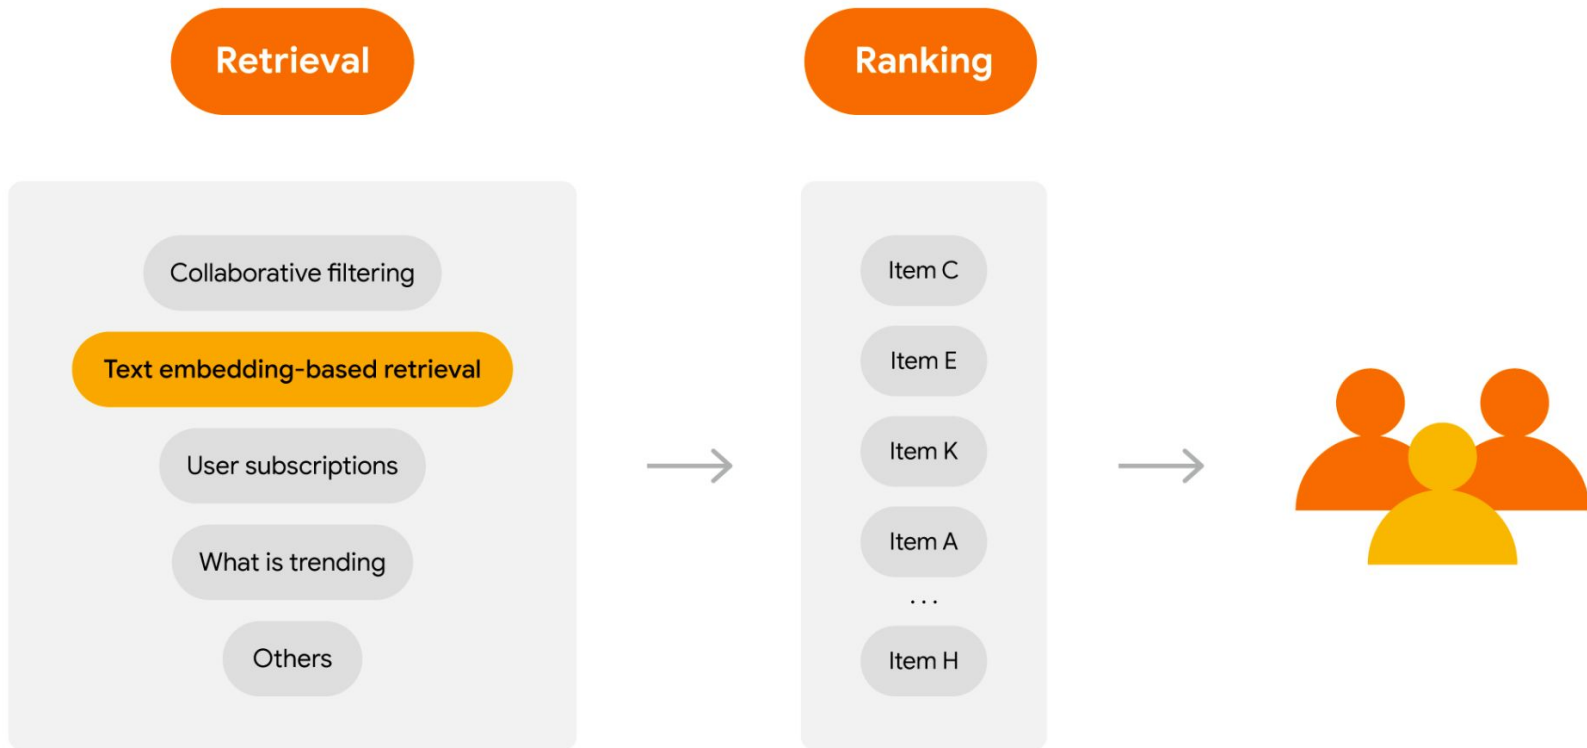 Retrieval
Ranking
Collaborative filtering
Text embedding-based retrieval
User subscriptions
What is trending
Others
Item C
Item E
Item K
Item A
...
Item H